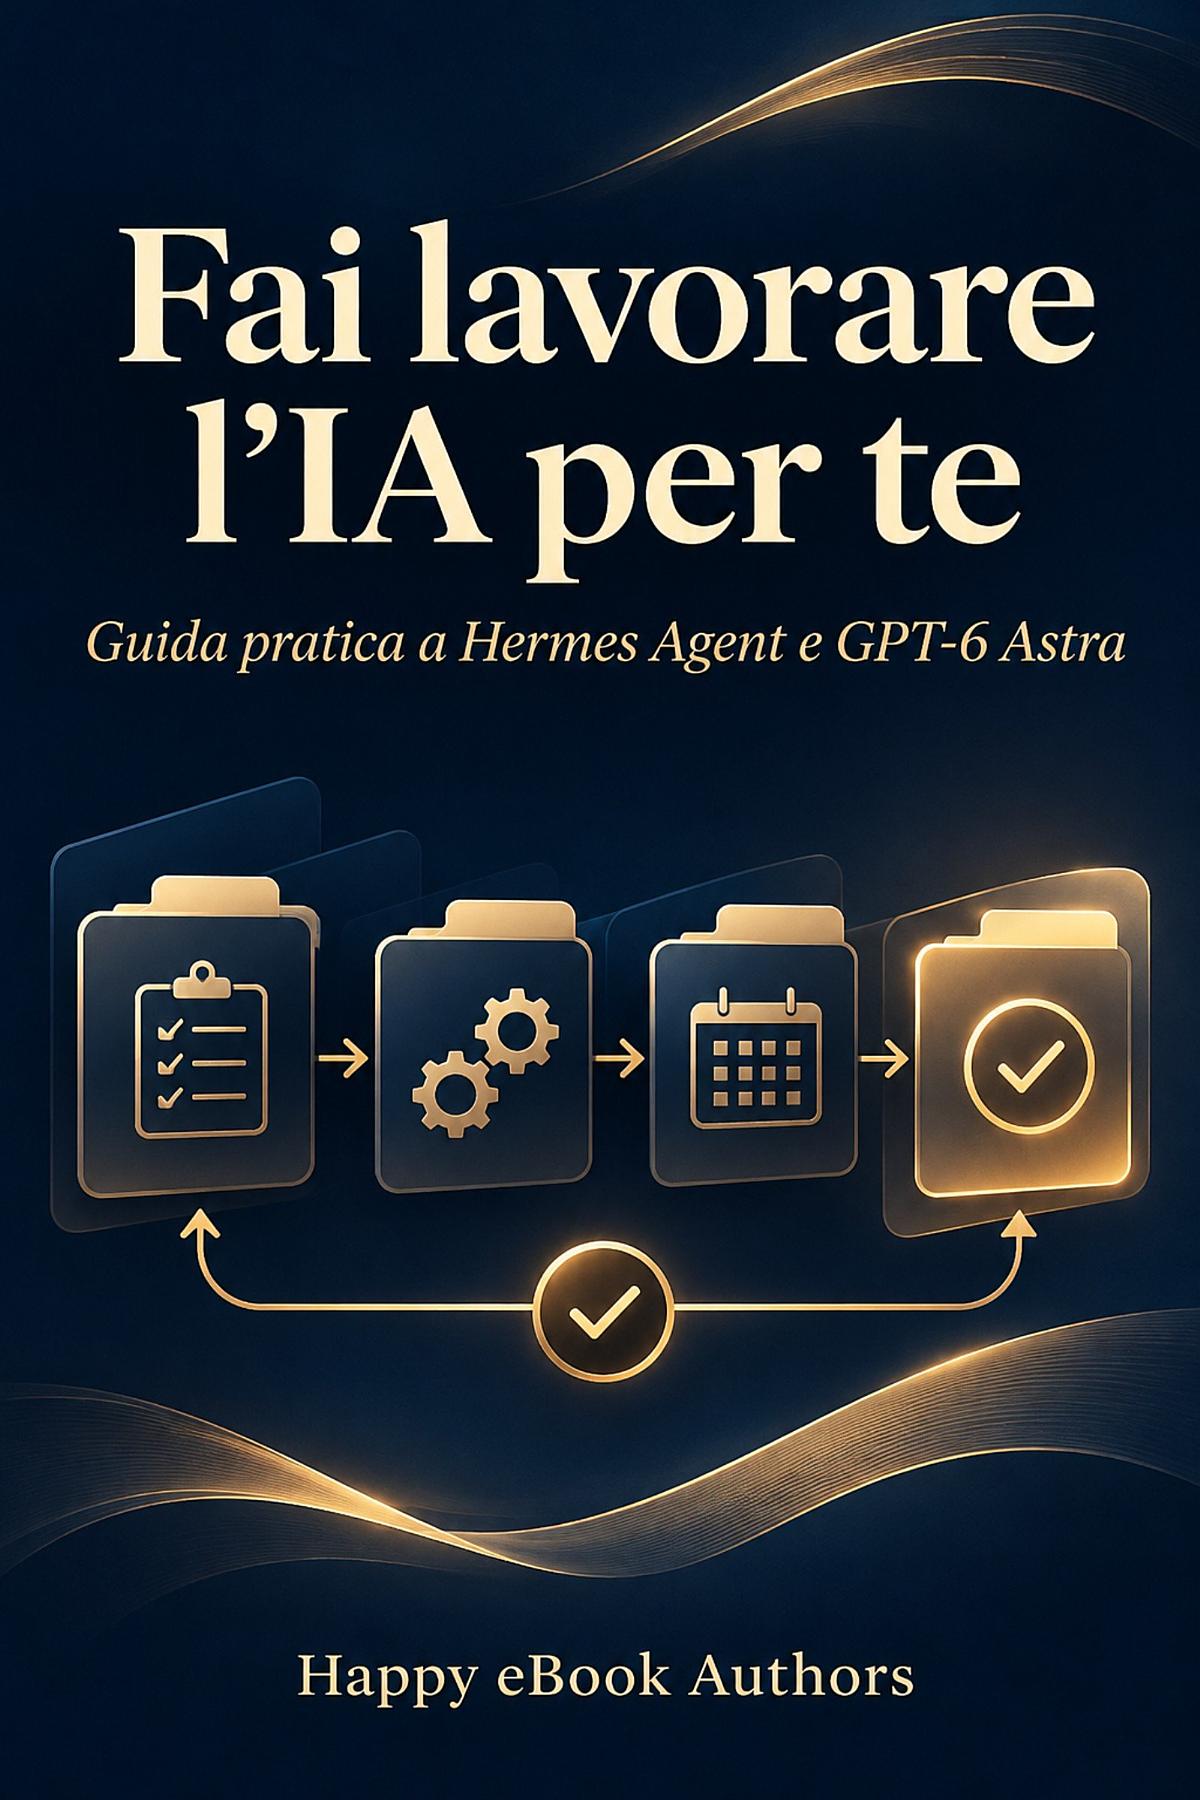 Fai lavorare
l’IA per te
Guida pratica a Hermes Agent e GPT-6 Astra
Happy eBook Authors